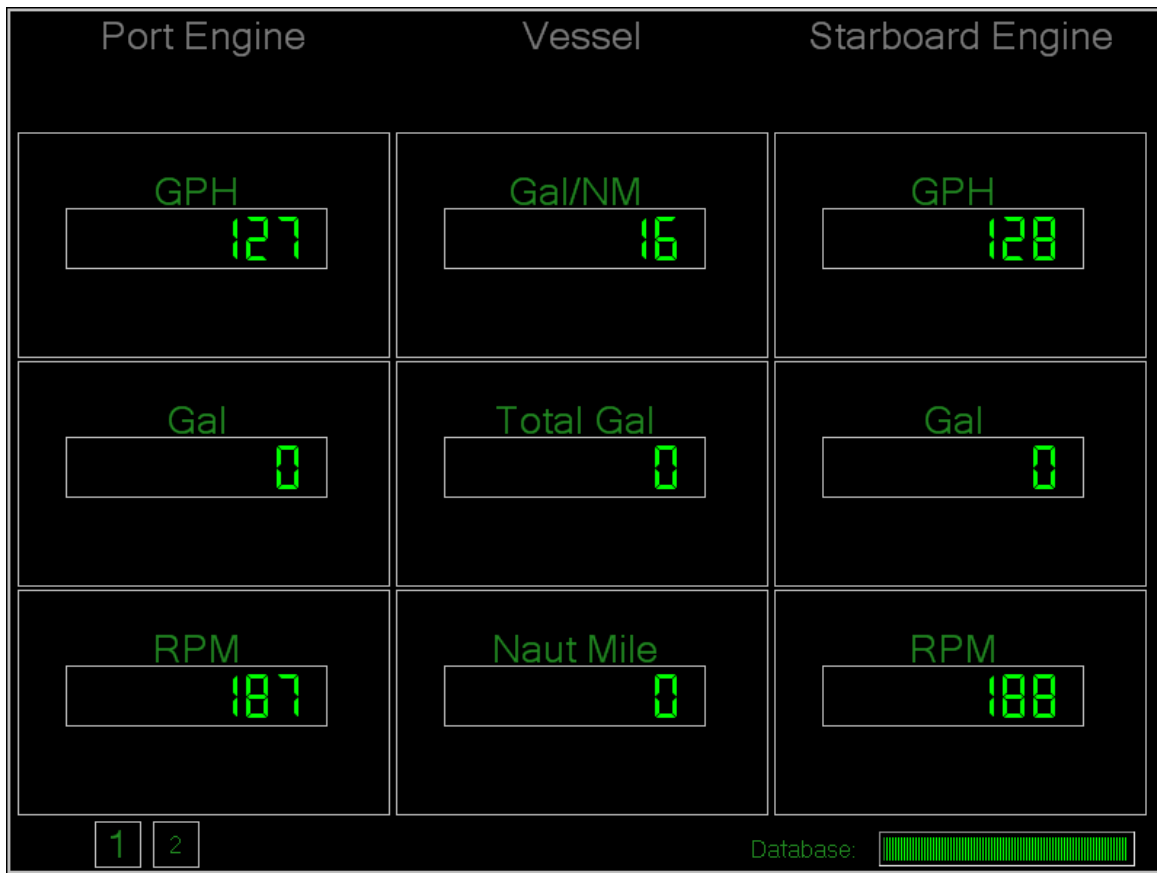 Port Engine Vessel Starboard Engine
GPH Gal/NM GPH
127 16 128
Gal Total Gal Gal
0 0 0
RPM Naut Mile RPM
187 0 188
1 2 Database: